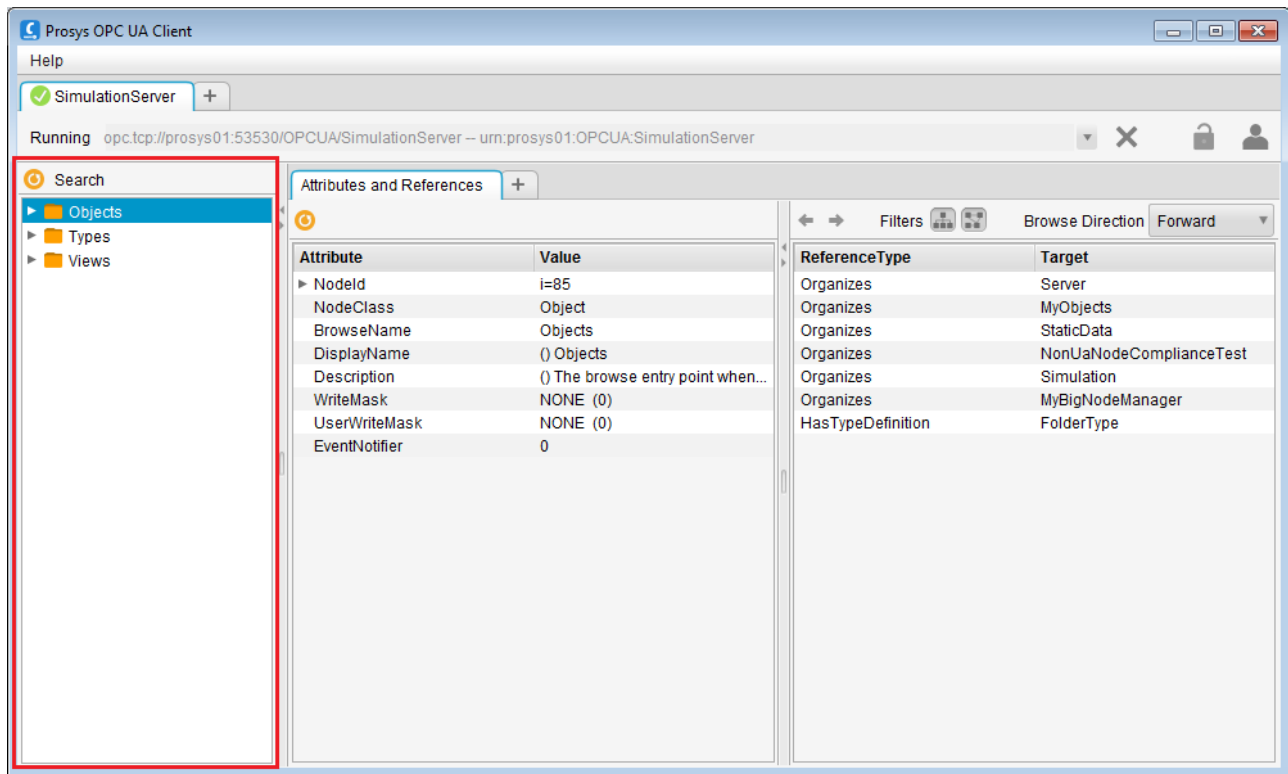 Prosys OPC UA Client
Help
SimulationServer +
Running opc.tcp://prosys01:53530/OPCUA/SimulationServer -- urn:prosys01:OPCUA:SimulationServer
Search
Objects
Types
Views
Attributes and References +
Attribute Value
NodeId i=85
NodeClass Object
BrowseName Objects
DisplayName () Objects
Description () The browse entry point when...
WriteMask NONE (0)
UserWriteMask NONE (0)
EventNotifier 0
Filters Browse Direction Forward
ReferenceType Target
Organizes Server
Organizes MyObjects
Organizes StaticData
Organizes NonUaNodeComplianceTest
Organizes Simulation
Organizes MyBigNodeManager
HasTypeDefinition FolderType